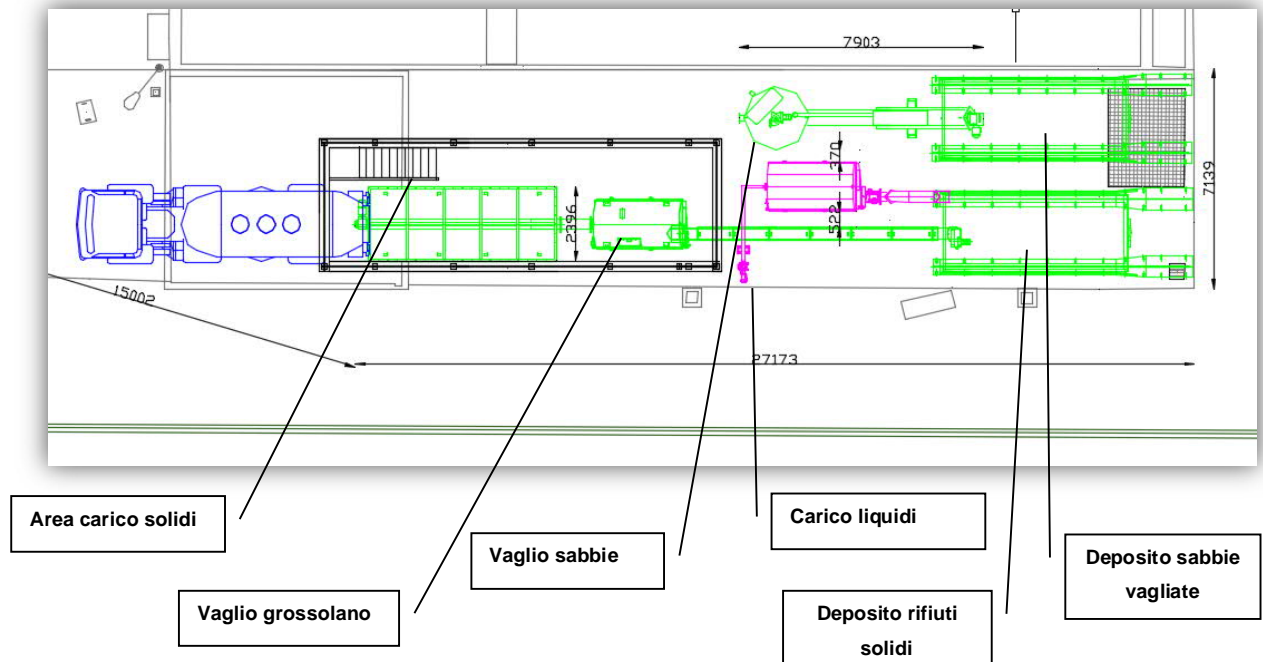 7903
370
7139
2396
522
15002
27173
Area carico solidi
Carico liquidi
Vaglio sabbie
Deposito sabbie
vagliate
Vaglio grossolano
Deposito rifiuti
solidi